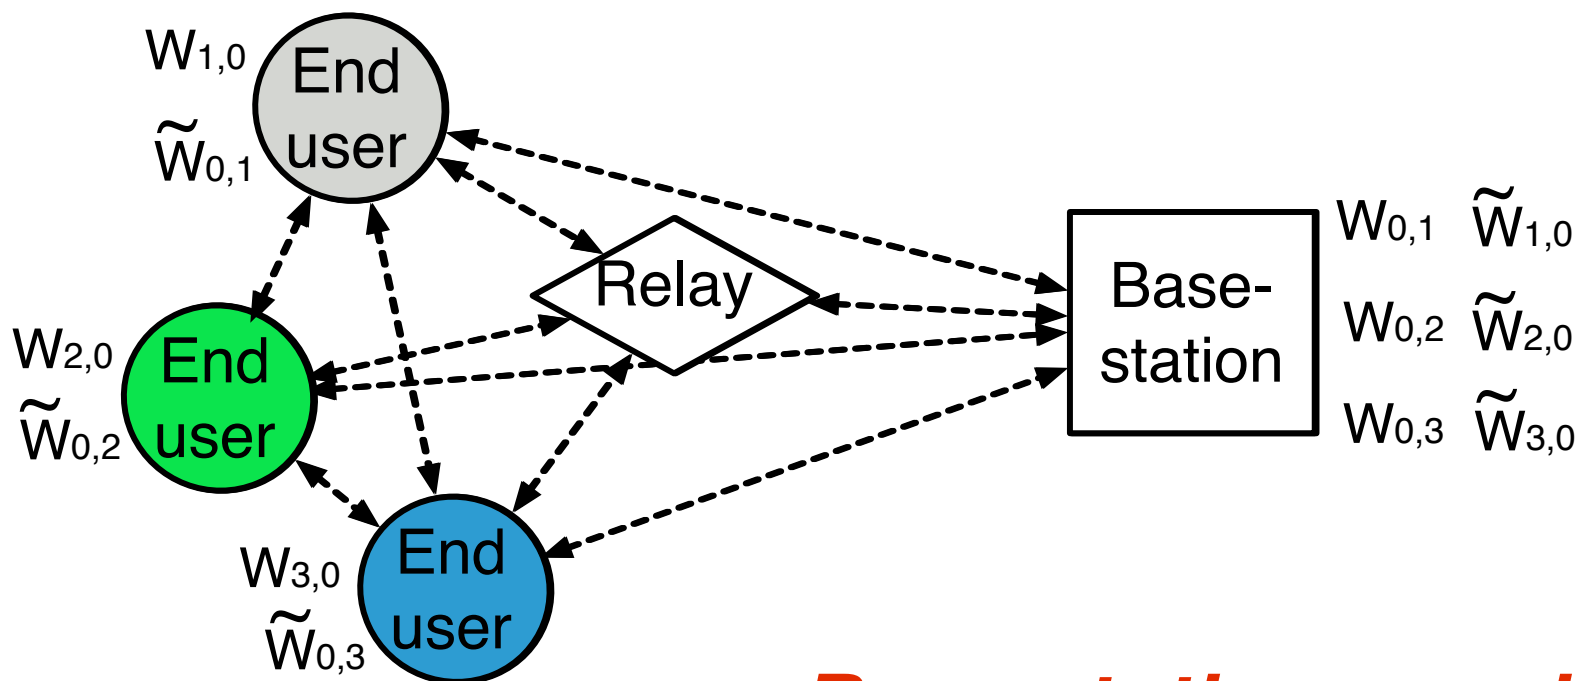 W1,0
End
user
W̃0,1
Relay
W2,0
End
user
W̃0,2
W3,0
End
user
W̃0,3
Base-
station
W0,1 W̃1,0
W0,2 W̃2,0
W0,3 W̃3,0